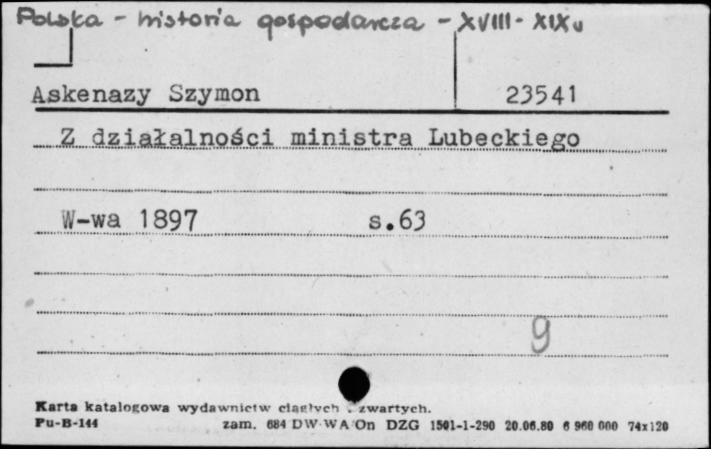 Polska - historia gospodarcza - XVIII - XIX w
Askenazy Szymon 23541
Z działalności ministra Lubeckiego
W-wa 1897 s.63
9
Karta katalogowa wydawnictw ciągłych i zwartych.
Pu-B-144 zam. 684 DW WA On DZG 1501-1-290 20.06.80 6 960 000 74x120